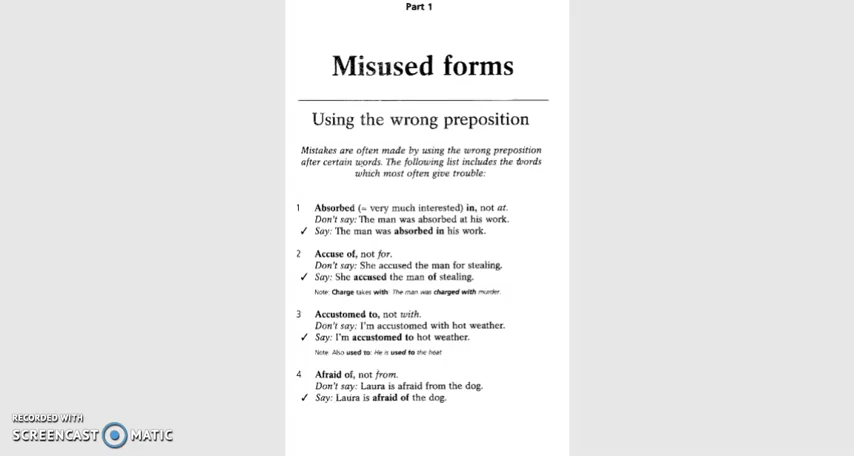 Part 1
Misused forms
Using the wrong preposition
Mistakes are often made by using the wrong preposition
after certain words. The following list includes the words
which most often give trouble:
1 Absorbed (= very much interested) in, not at.
Don't say: The man was absorbed at his work.
✓ Say: The man was absorbed in his work.
2 Accuse of, not for.
Don't say: She accused the man for stealing.
✓ Say: She accused the man of stealing.
Note: Charge takes with: The man was charged with murder.
3 Accustomed to, not with.
Don't say: I'm accustomed with hot weather.
✓ Say: I'm accustomed to hot weather.
Note: Also used to: He is used to the heat
4 Afraid of, not from.
Don't say: Laura is afraid from the dog.
✓ Say: Laura is afraid of the dog.
RECORDED WITH
SCREENCAST MATIC